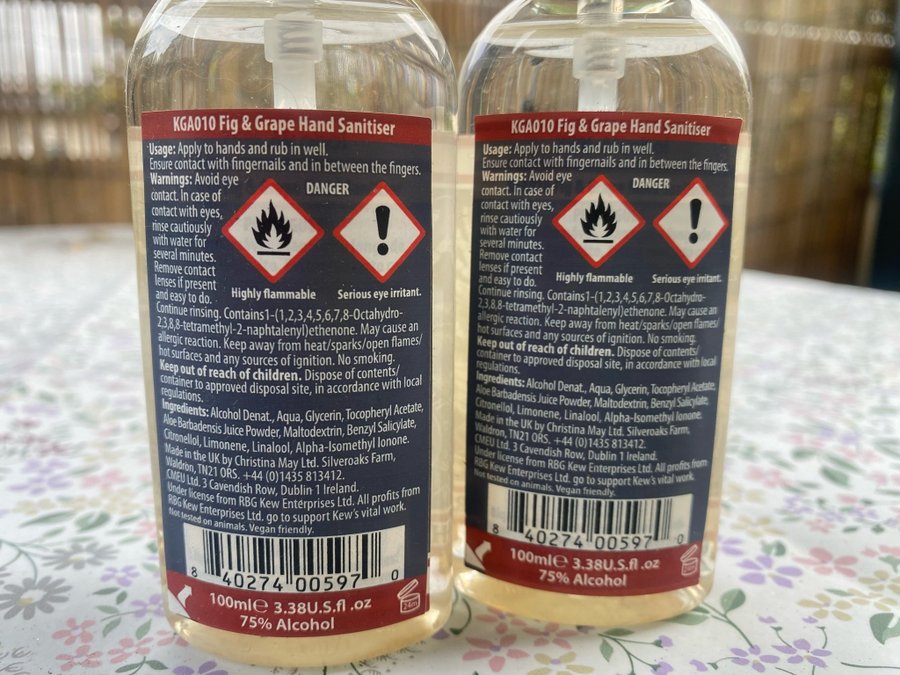 KGA010 Fig & Grape Hand Sanitiser
Usage: Apply to hands and rub in well.
Ensure contact with fingernails and in between the fingers.
Warnings: Avoid eye
contact. In case of
contact with eyes,
rinse cautiously
with water for
several minutes.
Remove contact
lenses if present
and easy to do.
DANGER
Highly flammable
Serious eye irritant.
Continue rinsing. Contains1-(1,2,3,4,5,6,7,8-Octahydro-
2,3,8,8-tetramethyl-2-naphtalenyl)ethenone. May cause an
allergic reaction. Keep away from heat/sparks/open flames/
hot surfaces and any sources of ignition. No smoking.
Keep out of reach of children. Dispose of contents/
container to approved disposal site, in accordance with local
regulations.
Ingredients: Alcohol Denat., Aqua, Glycerin, Tocopheryl Acetate,
Aloe Barbadensis Juice Powder, Maltodextrin, Benzyl Salicylate,
Citronellol, Limonene, Linalool, Alpha-Isomethyl Ionone.
Made in the UK by Christina May Ltd. Silveroaks Farm,
Waldron, TN21 ORS. +44 (0)1435 813412.
CMEU Ltd. 3 Cavendish Row, Dublin 1 Ireland.
Under license from RBG Kew Enterprises Ltd. All profits from
RBG Kew Enterprises Ltd. go to support Kew's vital work.
Not tested on animals. Vegan friendly.
8 40274 00597 0
100ml℮ 3.38U.S.fl .oz
75% Alcohol
24m
KGA010 Fig & Grape Hand Sanitiser
Usage: Apply to hands and rub in well.
Ensure contact with fingernails and in between the fingers.
Warnings: Avoid eye
contact. In case of
contact with eyes,
rinse cautiously
with water for
several minutes.
Remove contact
lenses if present
and easy to do.
DANGER
Highly flammable
Serious eye irritant.
Continue rinsing. Contains1-(1,2,3,4,5,6,7,8-Octahydro-
2,3,8,8-tetramethyl-2-naphtalenyl)ethenone. May cause an
allergic reaction. Keep away from heat/sparks/open flames/
hot surfaces and any sources of ignition. No smoking.
Keep out of reach of children. Dispose of contents/
container to approved disposal site, in accordance with local
regulations.
Ingredients: Alcohol Denat., Aqua, Glycerin, Tocopheryl Acetate,
Aloe Barbadensis Juice Powder, Maltodextrin, Benzyl Salicylate,
Citronellol, Limonene, Linalool, Alpha-Isomethyl Ionone.
Made in the UK by Christina May Ltd. Silveroaks Farm,
Waldron, TN21 ORS. +44 (0)1435 813412.
CMEU Ltd. 3 Cavendish Row, Dublin 1 Ireland.
Under license from RBG Kew Enterprises Ltd. All profits from
RBG Kew Enterprises Ltd. go to support Kew's vital work.
Not tested on animals. Vegan friendly.
8 40274 00597 0
100ml℮ 3.38U.S.fl .oz
75% Alcohol